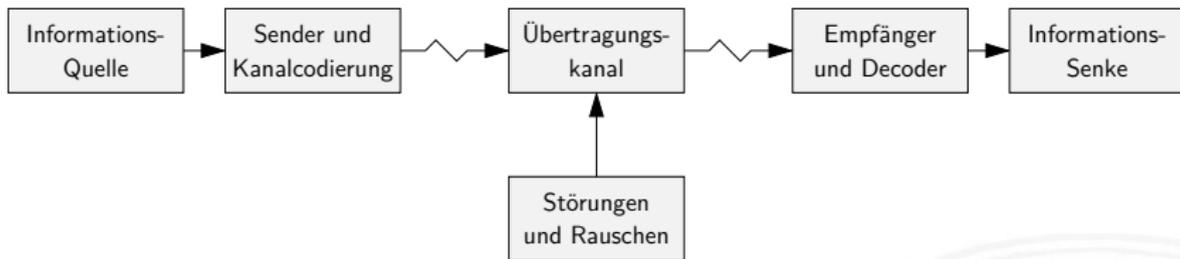 Informations-
Quelle
Sender und
Kanalcodierung
Übertragungs-
kanal
Empfänger
und Decoder
Informations-
Senke
Störungen
und Rauschen